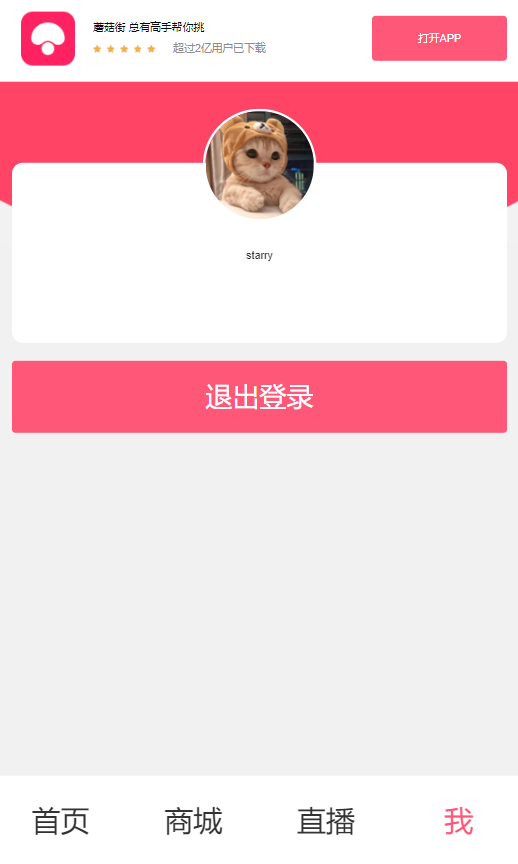 蘑菇街 总有高手帮你挑
超过2亿用户已下载
打开APP
starry
退出登录
首页 商城 直播 我